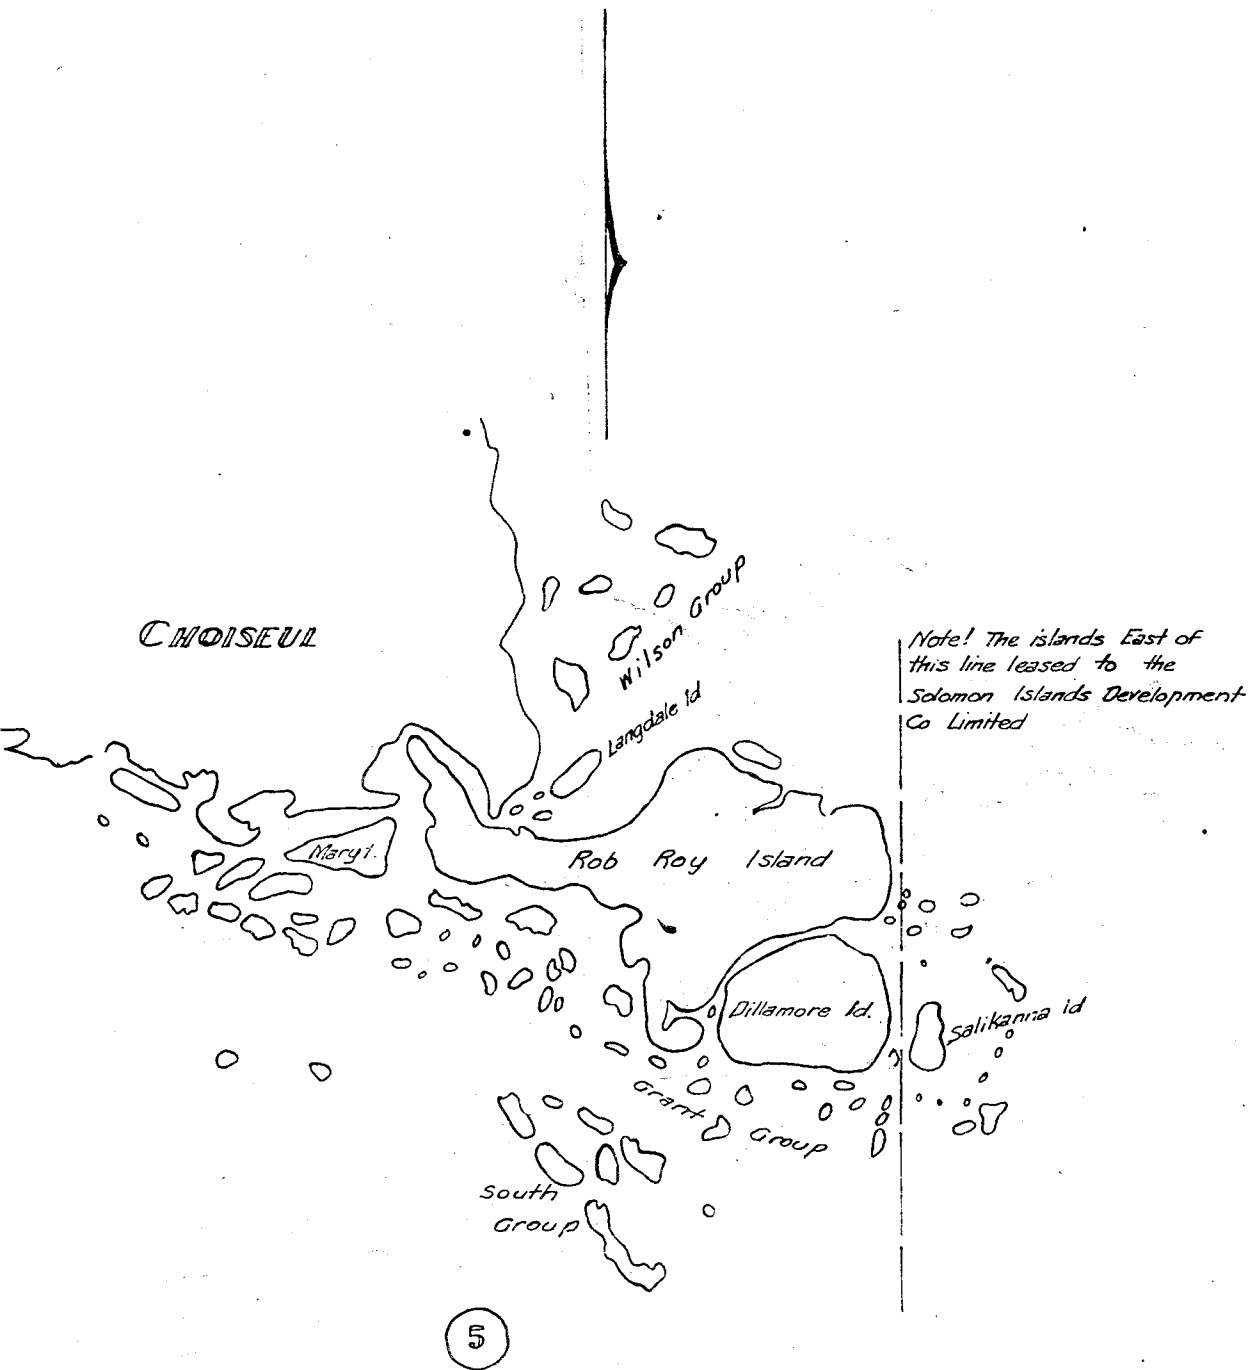 CHOISEUL
Wilson Group
Note! The islands East of
this line leased to the
Solomon Islands Development
Co Limited
Langdale Id
Mary I.
Rob Roy Island
Dillamore Id.
Salikanna Id
Grant Group
South
Group
5